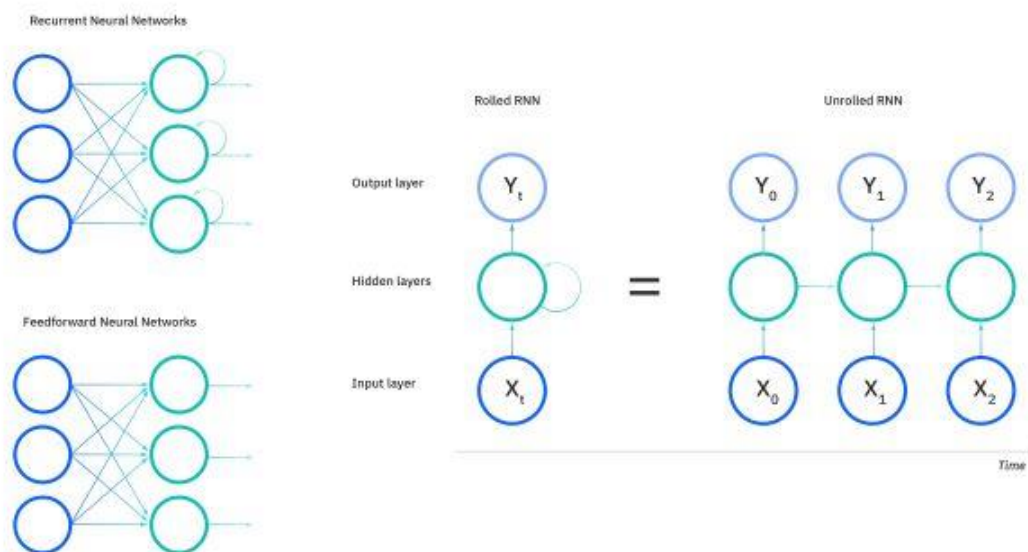 Recurrent Neural Networks
Feedforward Neural Networks
Rolled RNN
Unrolled RNN
Output layer
Yt
Y0
Y1
Y2
Hidden layers
=
Input layer
Xt
X0
X1
X2
Time